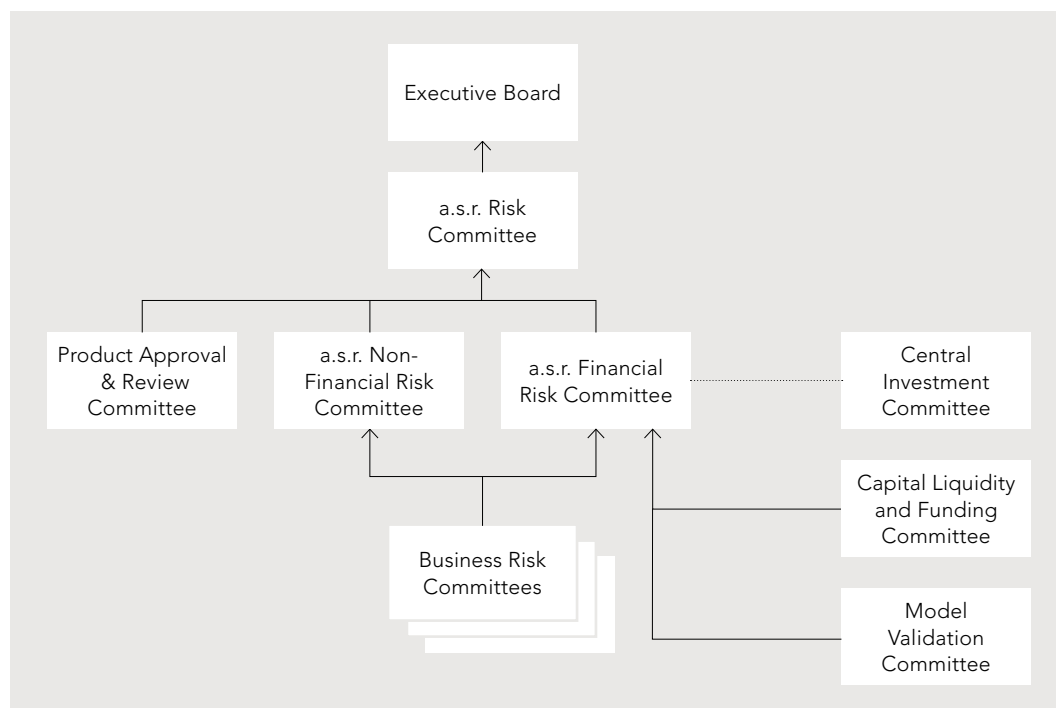 Executive Board
a.s.r. Risk
Committee
Product Approval
& Review
Committee
a.s.r. Non-
Financial Risk
Committee
a.s.r. Financial
Risk Committee
Central
Investment
Committee
Capital Liquidity
and Funding
Committee
Business Risk
Committees
Model
Validation
Committee